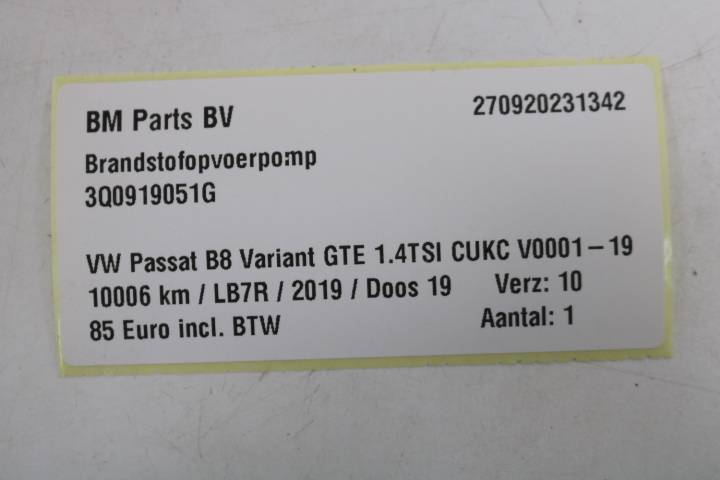 BM Parts BV 270920231342
Brandstofopvoerpomp
3Q0919051G
VW Passat B8 Variant GTE 1.4TSI CUKC V0001-19
10006 km / LB7R / 2019 / Doos 19 Verz: 10
85 Euro incl. BTW Aantal: 1